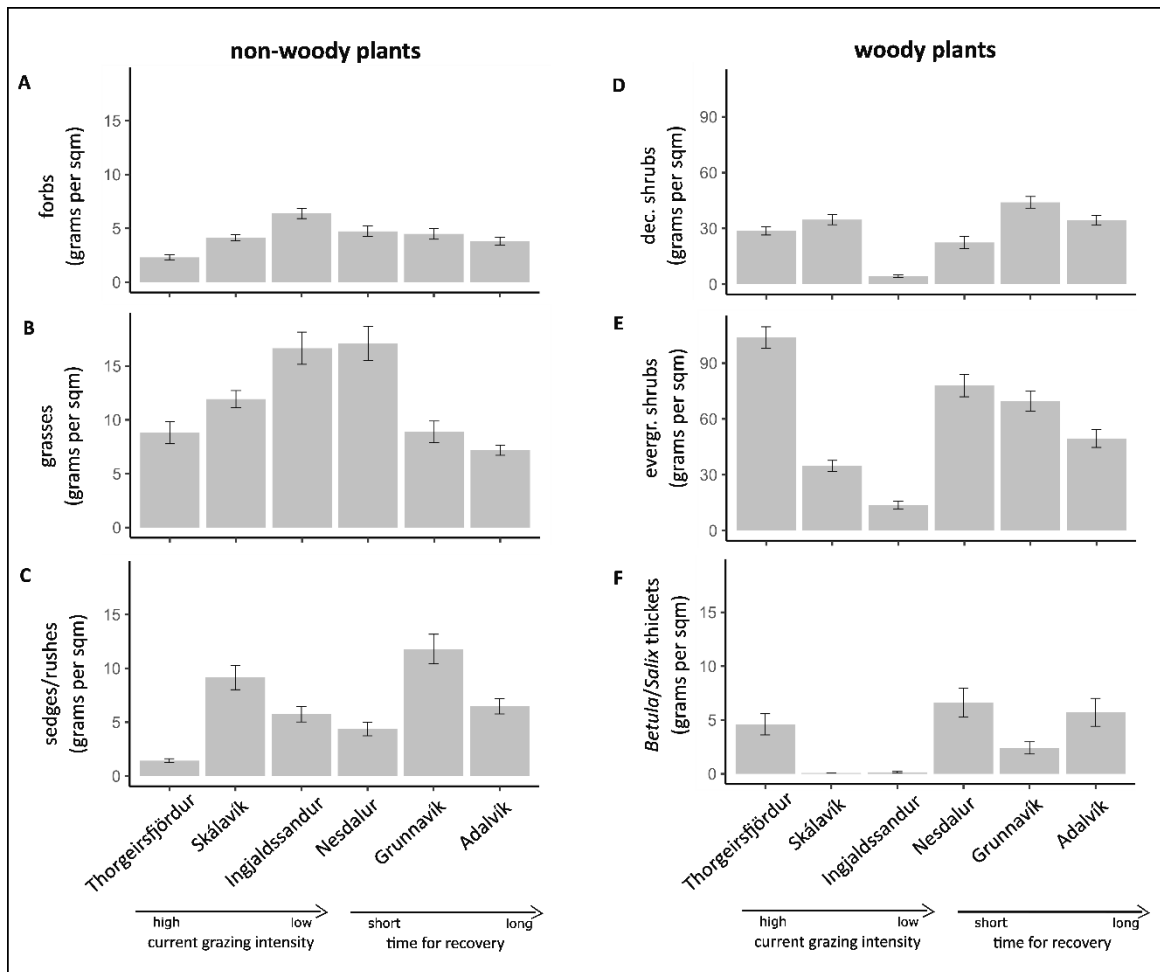 non-woody plants
woody plants
A
forbs
(grams per sqm)
15
10
5
0
B
grasses
(grams per sqm)
15
10
5
0
C
sedges/rushes
(grams per sqm)
15
10
5
0
Thorgeirsfjördur
Skálavík
Ingjaldssandur
Nesdalur
Grunnavík
Adalvík
high
low
current grazing intensity
short
long
time for recovery
D
dec. shrubs
(grams per sqm)
90
60
30
0
E
evergr. shrubs
(grams per sqm)
90
60
30
0
F
Betula/Salix thickets
(grams per sqm)
15
10
5
0
Thorgeirsfjördur
Skálavík
Ingjaldssandur
Nesdalur
Grunnavík
Adalvík
high
low
current grazing intensity
short
long
time for recovery